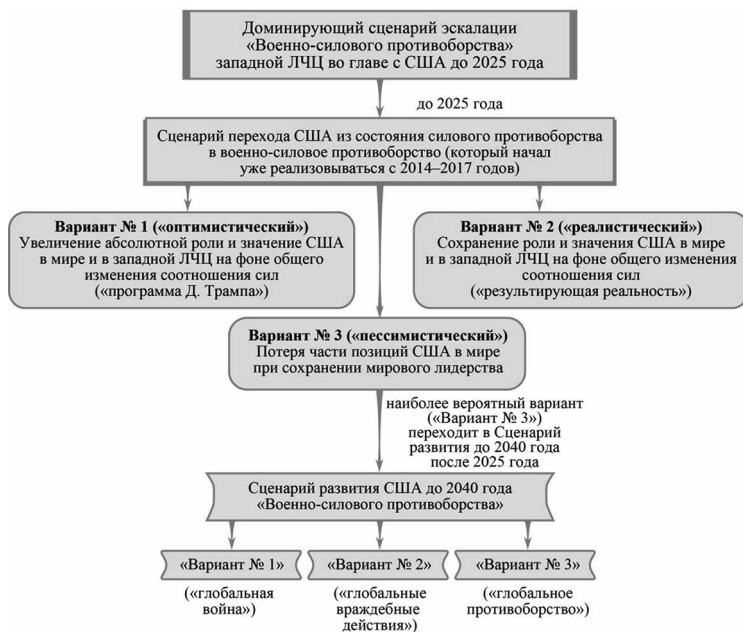 Доминирующий сценарий эскалации
«Военно-силового противоборства»
западной ЛЧЦ во главе с США до 2025 года
до 2025 года
Сценарий перехода США из состояния силового противоборства
в военно-силовое противоборство (который начал
уже реализовываться с 2014–2017 годов)
Вариант № 1 («оптимистический»)
Увеличение абсолютной роли и значение США
в мире и в западной ЛЧЦ на фоне общего
изменения соотношения сил
(«программа Д. Трампа»)
Вариант № 2 («реалистический»)
Сохранение роли и значения США в мире
и в западной ЛЧЦ на фоне общего изменения
соотношения сил
(«результирующая реальность»)
Вариант № 3 («пессимистический»)
Потеря части позиций США в мире
при сохранении мирового лидерства
наиболее вероятный вариант
(«Вариант № 3»)
переходит в Сценарий
развития до 2040 года
после 2025 года
Сценарий развития США до 2040 года
«Военно-силового противоборства»
«Вариант № 1»
(«глобальная
война»)
«Вариант № 2»
(«глобальные
враждебные
действия»)
«Вариант № 3»
(«глобальное
противоборство»)